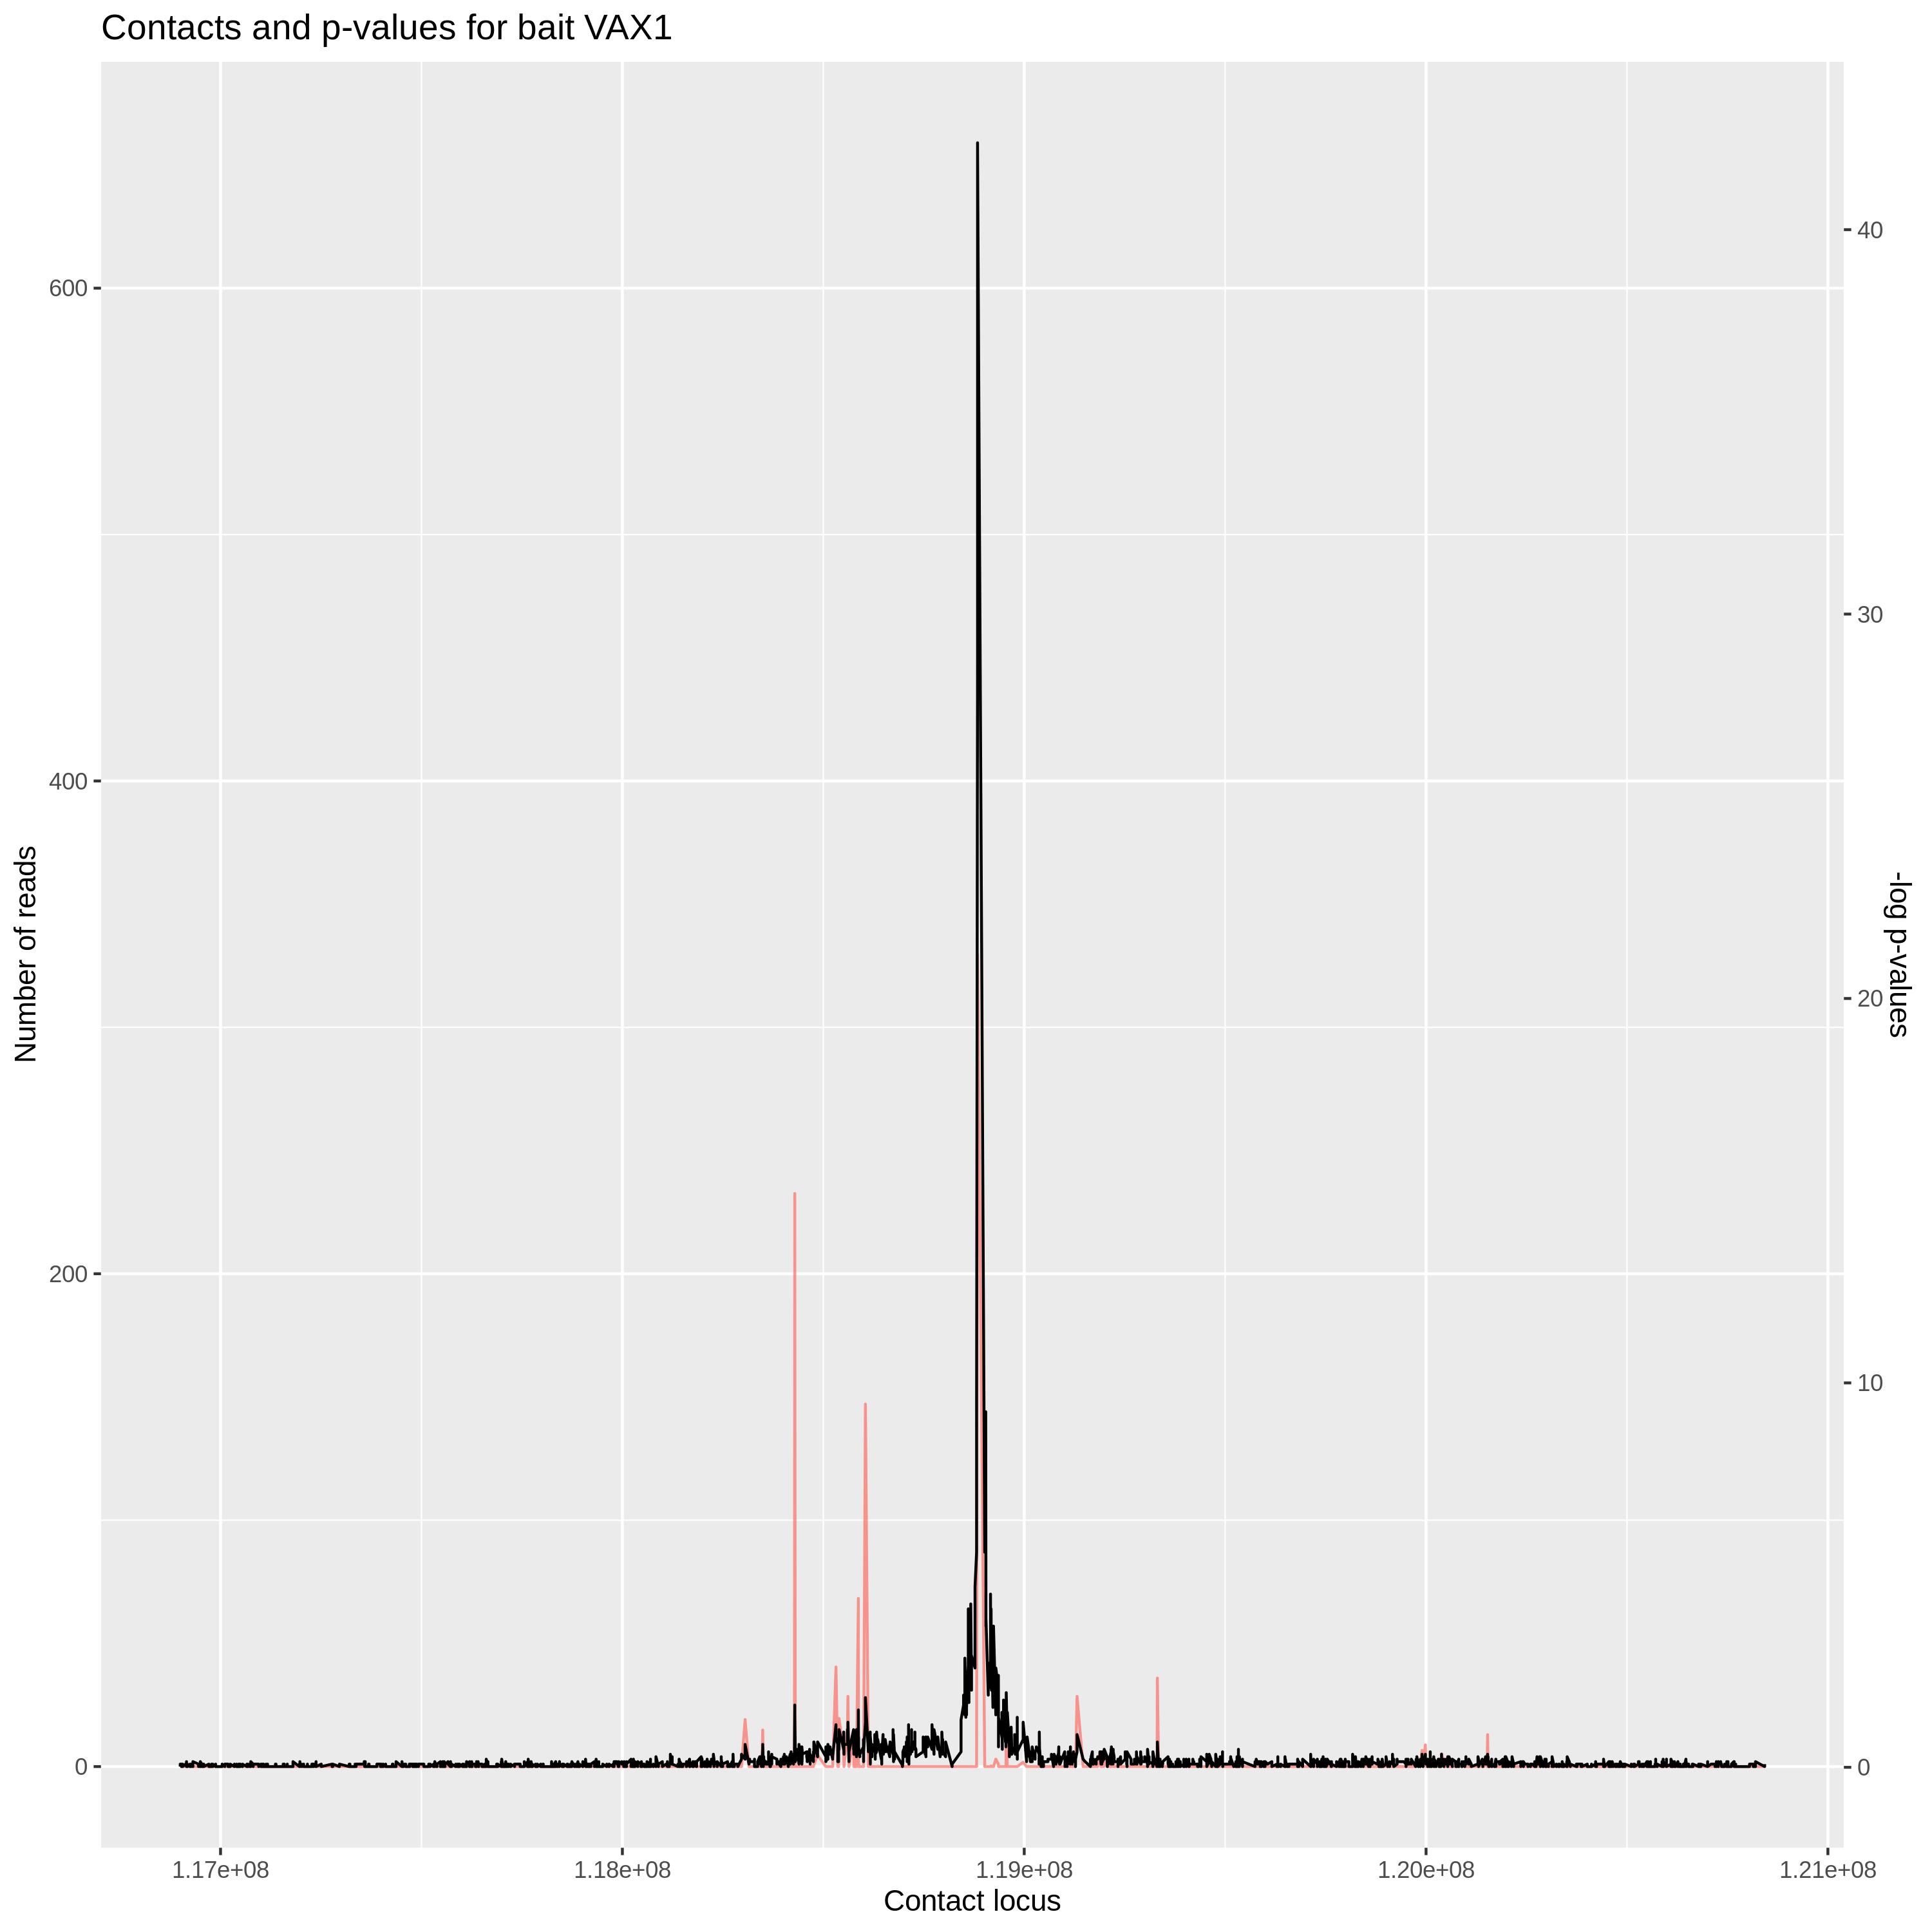 Contacts and p-values for bait VAX1
Number of reads
600
400
200
0
40
30
20
10
0
-log p-values
1.17e+08
1.18e+08
1.19e+08
1.20e+08
1.21e+08
Contact locus